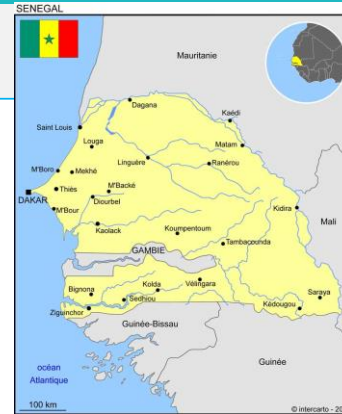 SENEGAL
Mauritanie
Dagana
Kaédi
Saint Louis
Louga
Matam
Linguère
Ranérou
M'Boro
Mekhé
Thiès
M'Backé
DAKAR
Diourbel
Kidira
M'Bour
Mali
Kaolack
Koumpentoum
Tambacounda
GAMBIE
Vélingara
Bignona
Kolda
Saraya
Sédhiou
Kédougou
Ziguinchor
Guinée-Bissau
Guinée
océan
Atlantique
100 km
© intercarto - 20